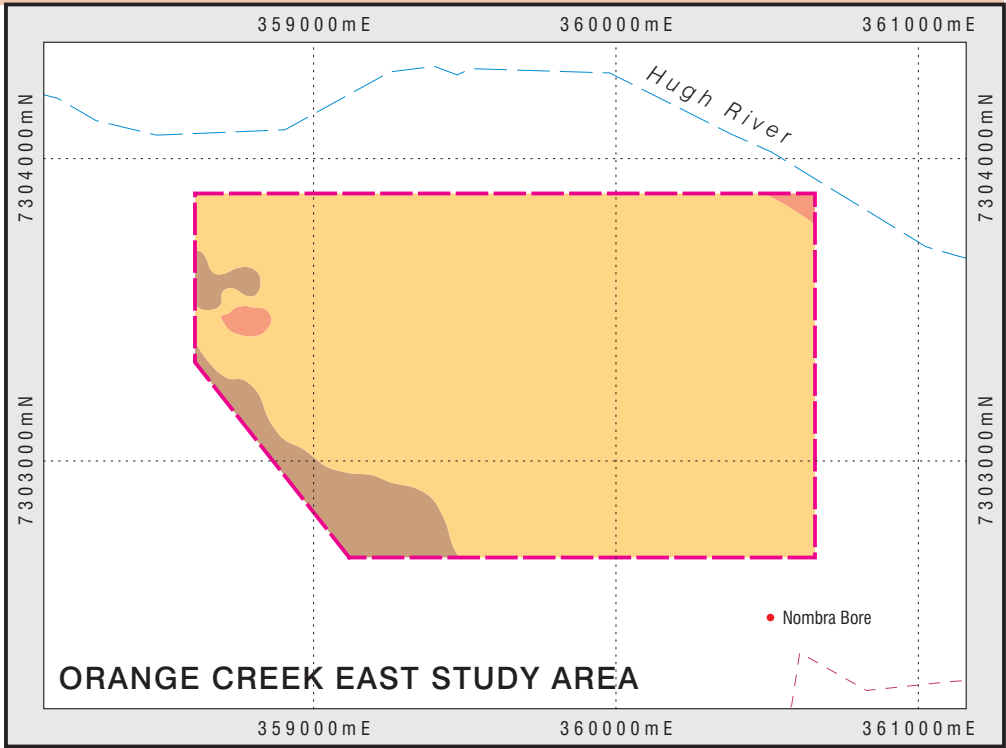 359000mE 360000mE 361000mE
Hugh River
7304000mN 7304000mN
7303000mN 7303000mN
Nombra Bore
ORANGE CREEK EAST STUDY AREA
359000mE 360000mE 361000mE